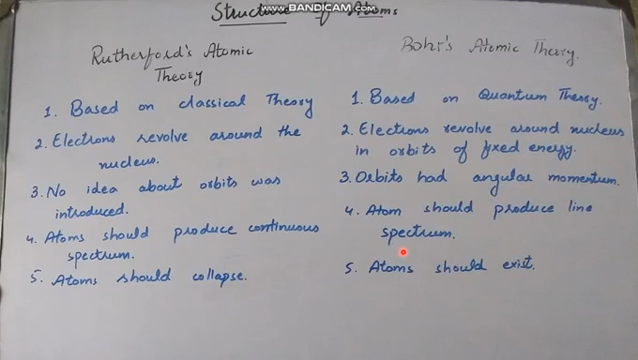 Structure of Atoms
WWW.BANDICAM.COM
Rutherford's Atomic
Theory
1. Based on classical Theory
2. Electrons revolve around the
nucleus.
3. No idea about orbits was
introduced.
4. Atoms should produce continuous
spectrum.
5. Atoms should collapse.
Bohr's Atomic Theory.
1. Based on Quantum Theory.
2. Electrons revolve around nucleus
in orbits of fixed energy.
3. Orbits had angular momentum.
4. Atom should produce line
spectrum.
5. Atoms should exist.